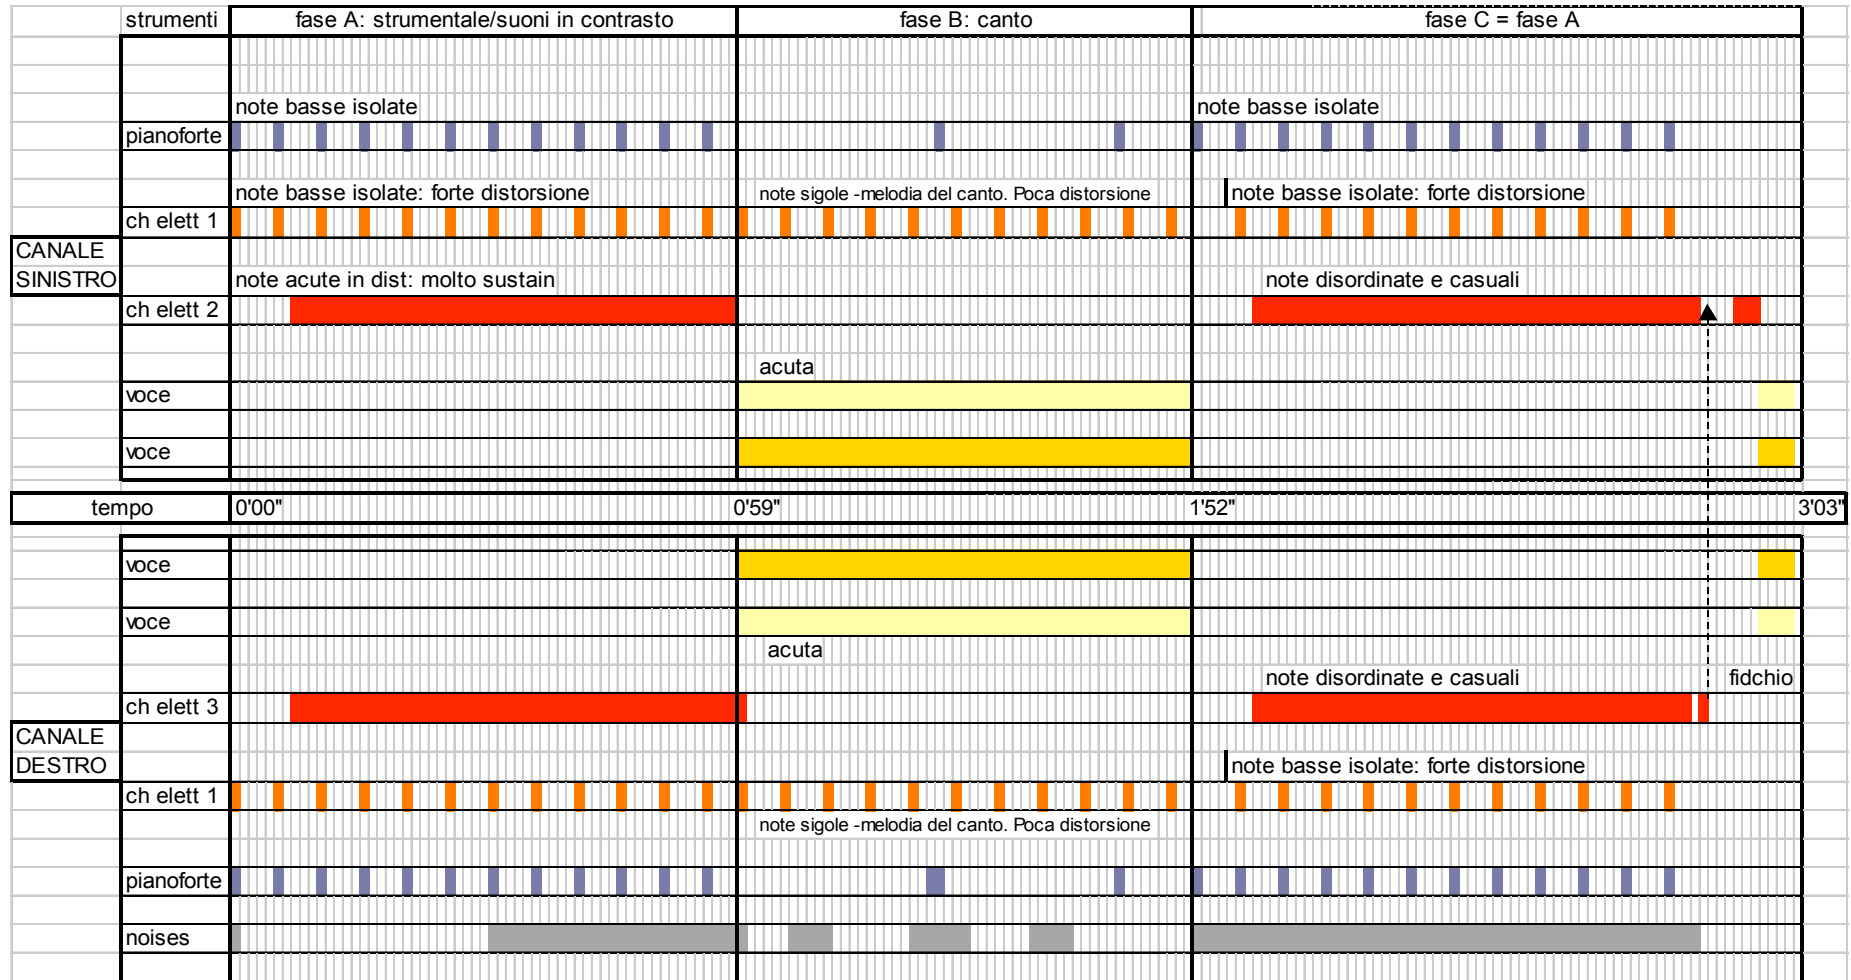 strumenti fase A: strumentale/suoni in contrasto fase B: canto fase C = fase A
note basse isolate note basse isolate
pianoforte
note basse isolate: forte distorsione note sigole -melodia del canto. Poca distorsione note basse isolate: forte distorsione
ch elett 1
CANALE
SINISTRO note acute in dist: molto sustain note disordinate e casuali
ch elett 2
acuta
voce
voce
tempo 0'00" 0'59" 1'52" 3'03"
voce
voce
acuta
note disordinate e casuali fidchio
ch elett 3
CANALE
DESTRO note basse isolate: forte distorsione
ch elett 1
note sigole -melodia del canto. Poca distorsione
pianoforte
noises